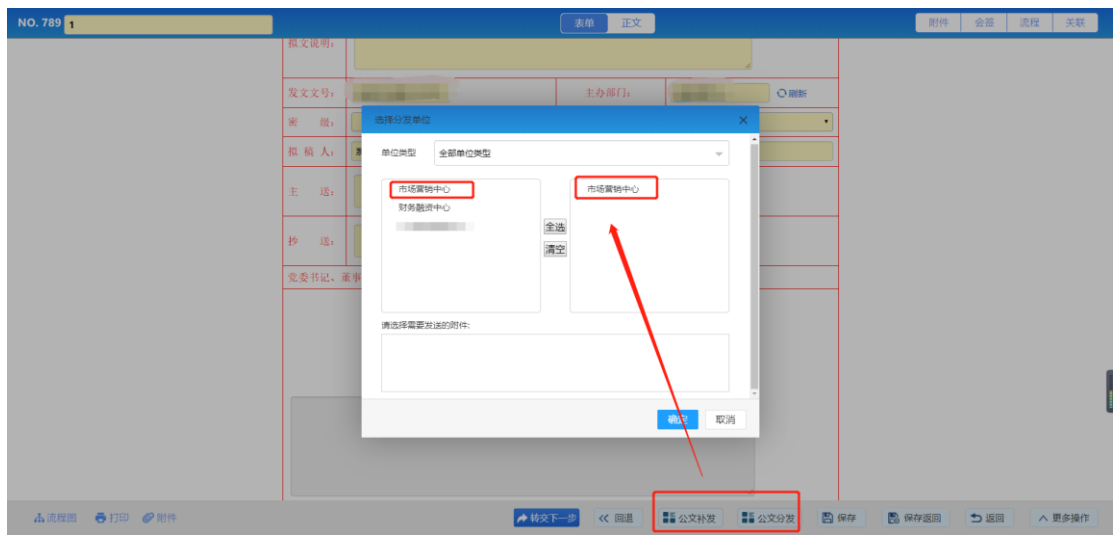 NO. 789 1 表单 正文 附件 会签 流程 关联
拟文说明:
发文文号: 主办部门: 刷新
密 级:
拟 稿 人:
主 送:
抄 送:
党委书记、董事
选择分发单位 ×
单位类型 全部单位类型
市场营销中心 市场营销中心
财务融资中心
全选
清空
请选择需要发送的附件:
确定 取消
流程图 打印 附件 转交下一步 回退 公文补发 公文分发 保存 保存返回 返回 更多操作